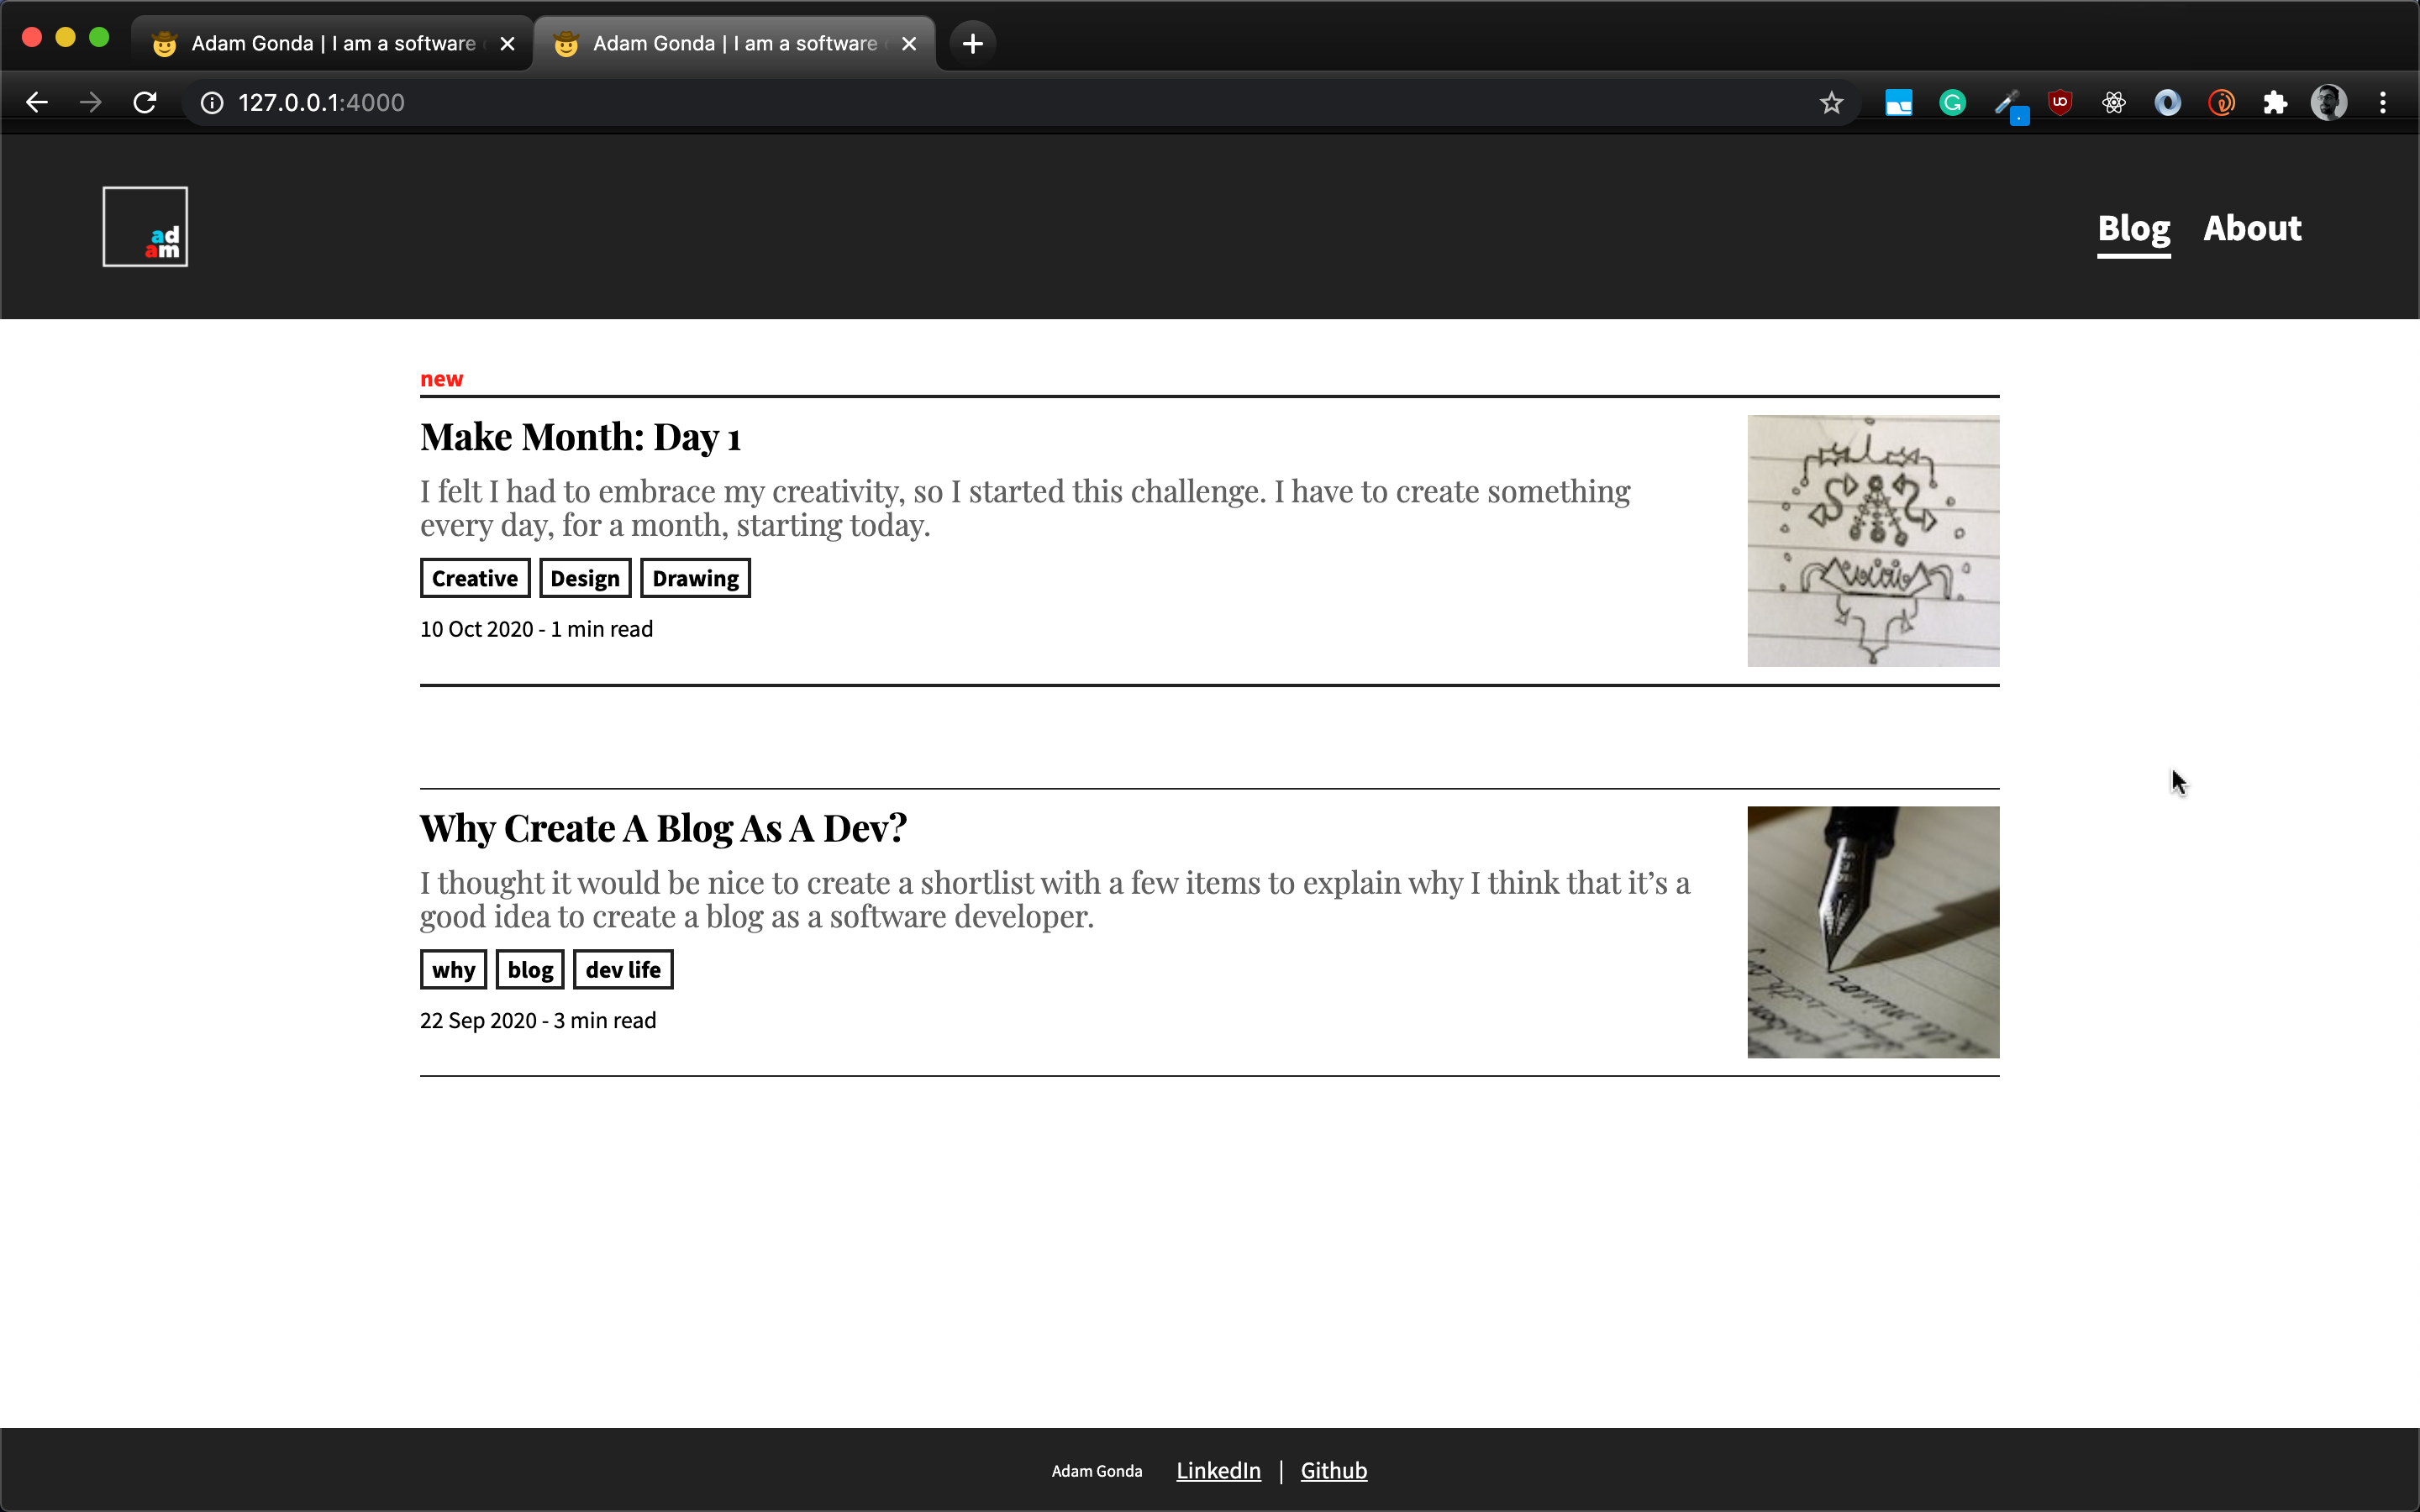 Adam Gonda | I am a software
Adam Gonda | I am a software
127.0.0.1:4000
ad
am
Blog About
new
Make Month: Day 1
I felt I had to embrace my creativity, so I started this challenge. I have to create something
every day, for a month, starting today.
Creative Design Drawing
10 Oct 2020 - 1 min read
Why Create A Blog As A Dev?
I thought it would be nice to create a shortlist with a few items to explain why I think that it’s a
good idea to create a blog as a software developer.
why blog dev life
22 Sep 2020 - 3 min read
Adam Gonda LinkedIn | Github